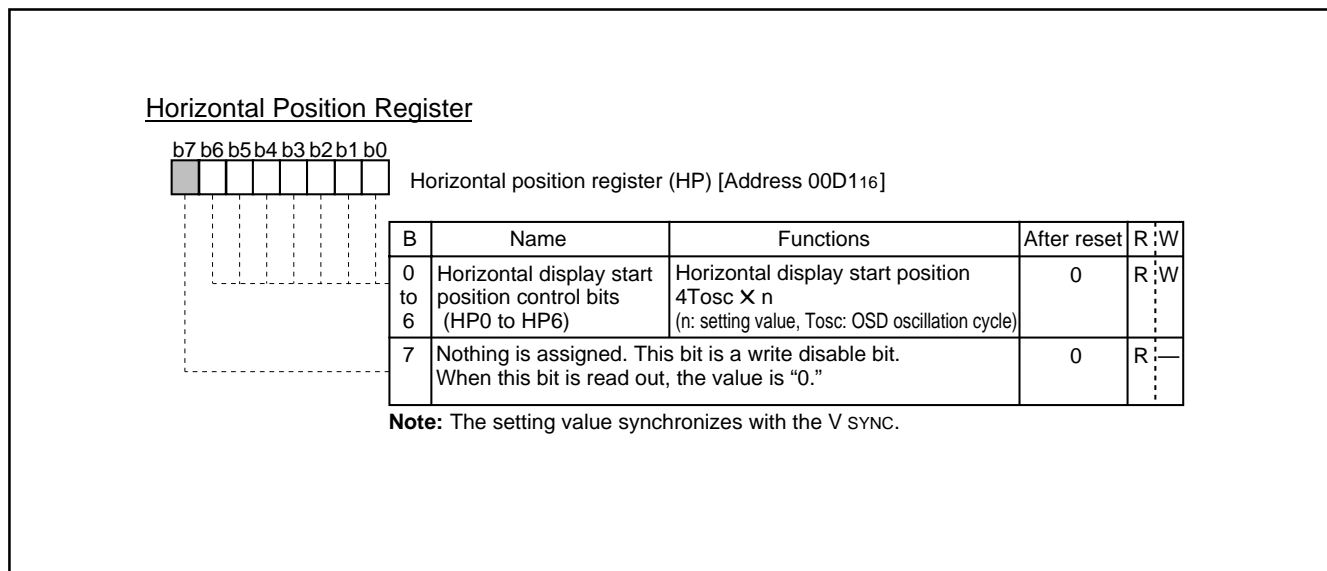 Horizontal Position Register
b7 b6 b5 b4 b3 b2 b1 b0
Horizontal position register (HP) [Address 00D116]
B Name Functions After reset R W
0 to 6 Horizontal display start position control bits (HP0 to HP6) Horizontal display start position 4Tosc X n (n: setting value, Tosc: OSD oscillation cycle) 0 R W
7 Nothing is assigned. This bit is a write disable bit. 0 R —
When this bit is read out, the value is “0.”
Note: The setting value synchronizes with the V SYNC.